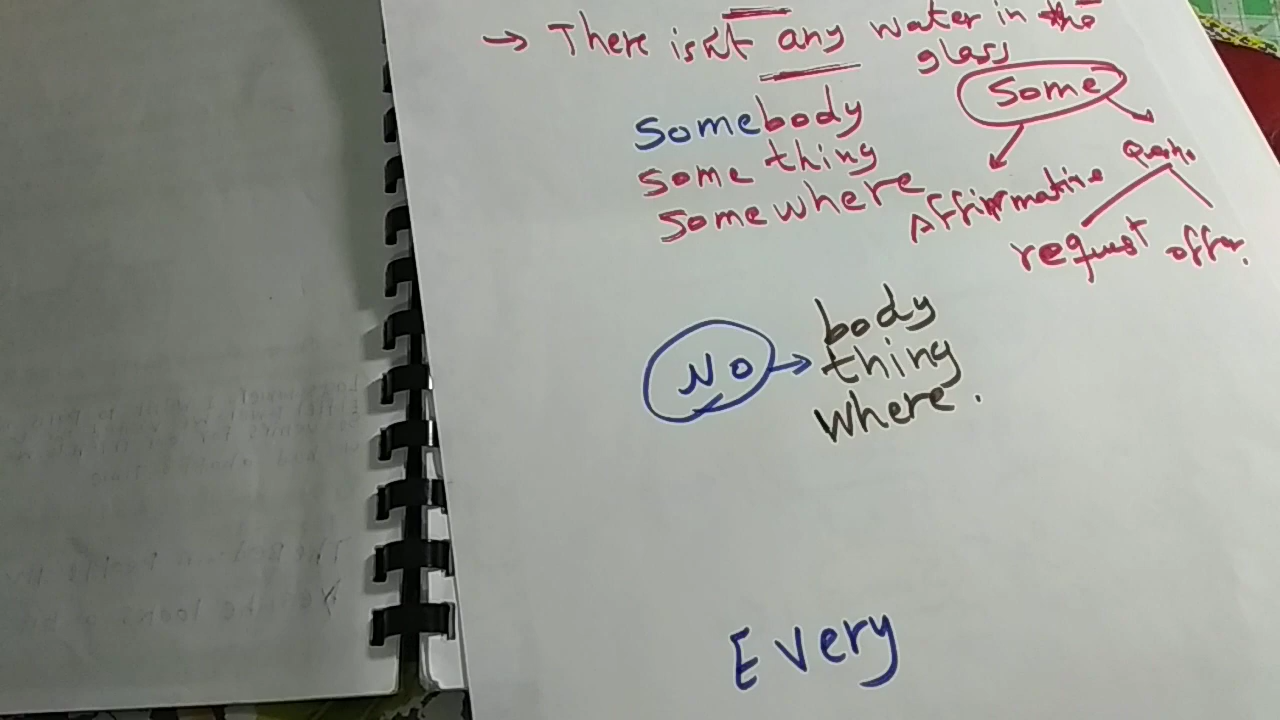 → There isn't any water in the
glass
Some
Somebody
some thing
Somewhere
Affirmative
request offer.
No → body
thing
where.
Every